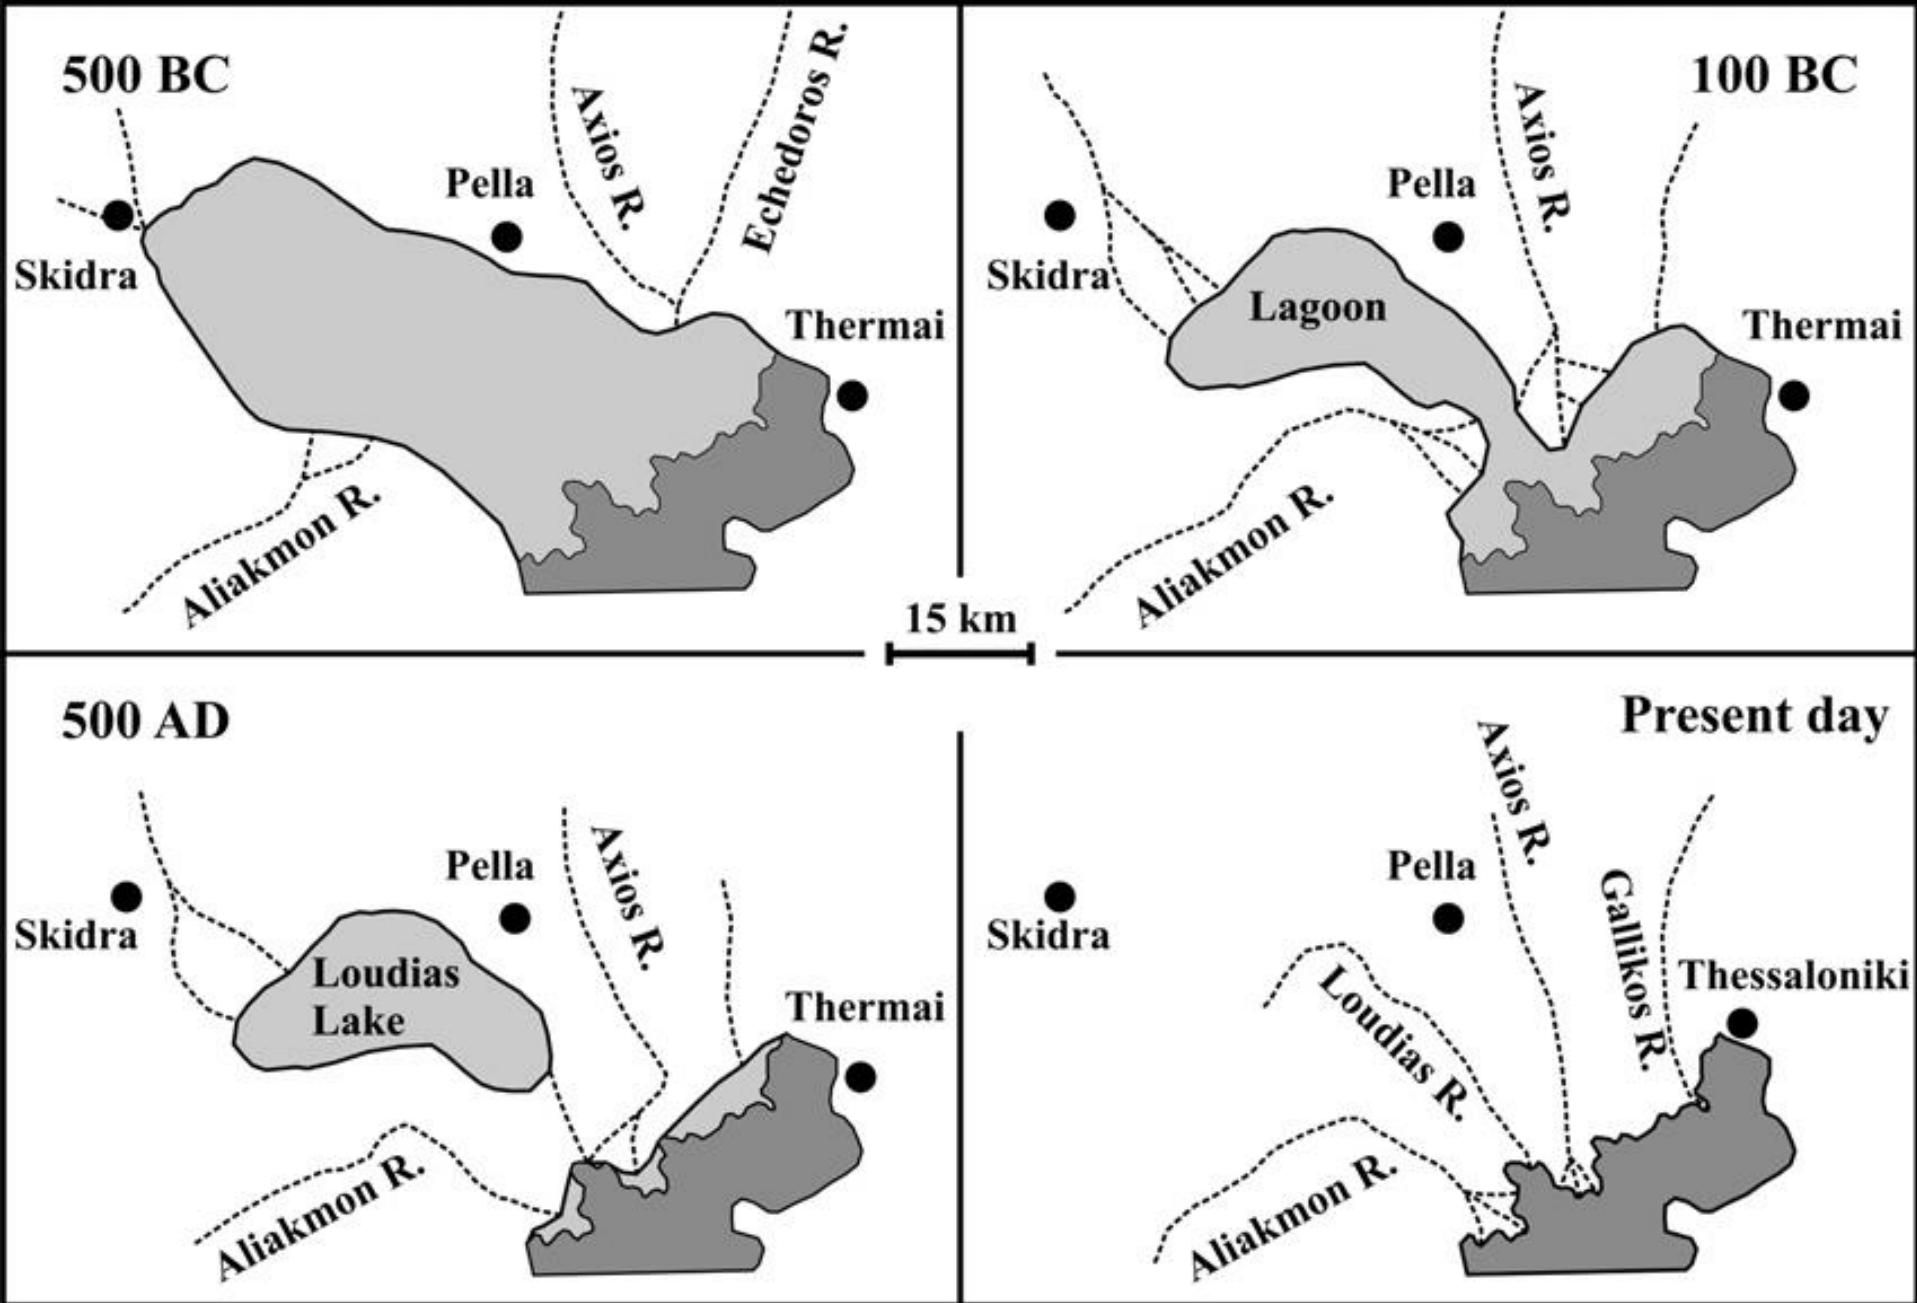 500 BC
Axios R.
Echedoros R.
Pella
Skidra
Thermai
Aliakmon R.
100 BC
Axios R.
Pella
Skidra
Lagoon
Thermai
Aliakmon R.
15 km
500 AD
Axios R.
Pella
Skidra
Loudias
Lake
Thermai
Aliakmon R.
Present day
Axios R.
Pella
Gallikos R.
Skidra
Thessaloniki
Loudias R.
Aliakmon R.